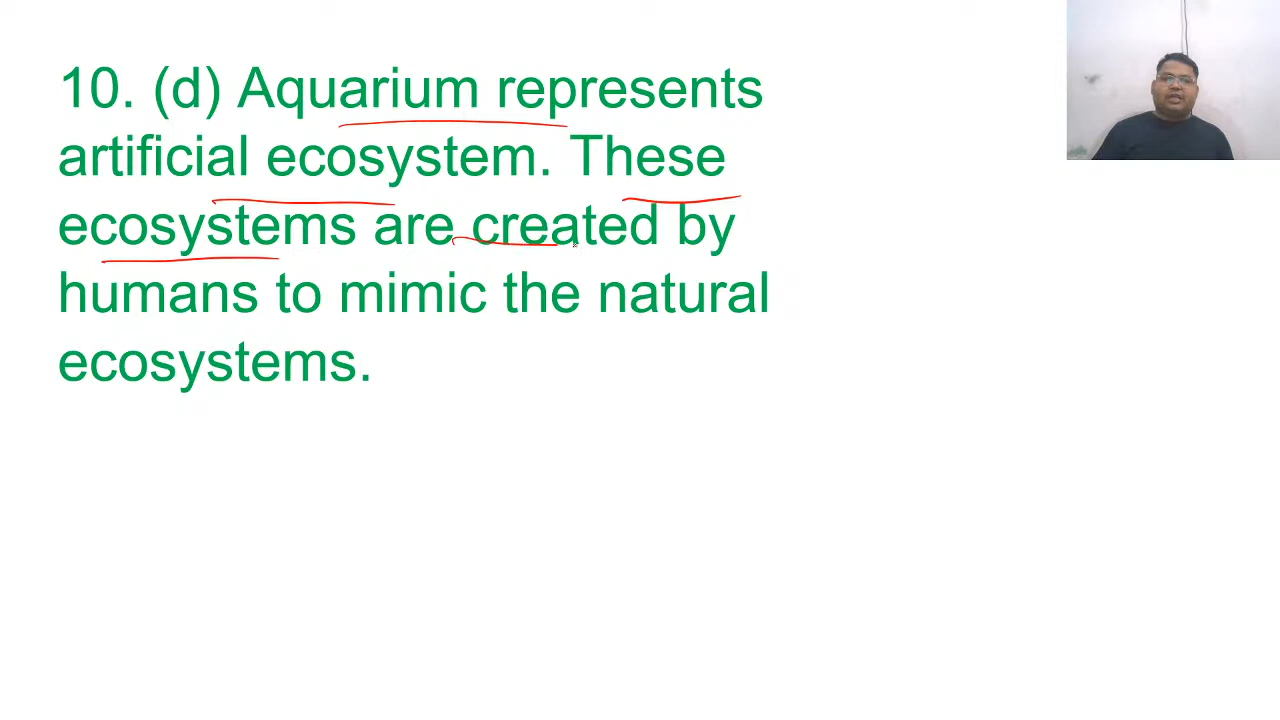 10. (d) Aquarium represents
artificial ecosystem. These
ecosystems are created by
humans to mimic the natural
ecosystems.